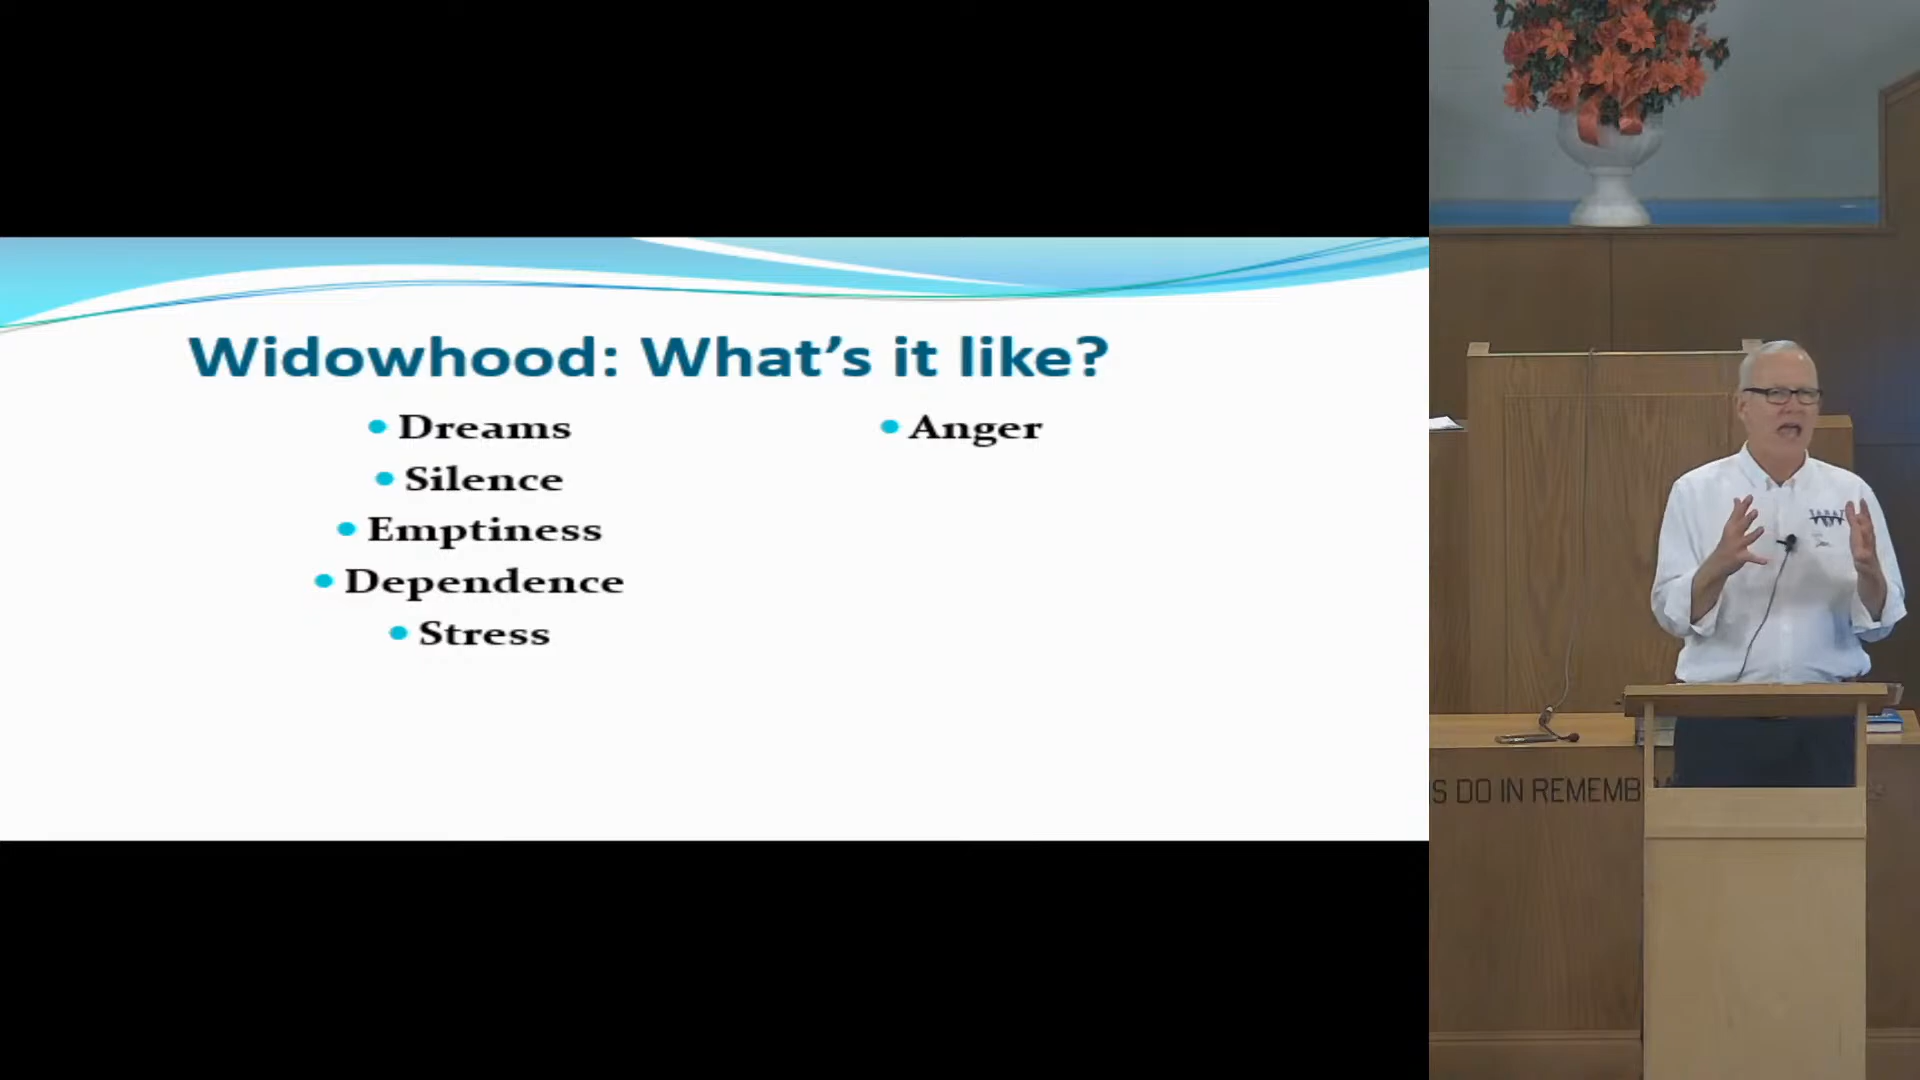 Widowhood: What's it like?
• Dreams
• Silence
• Emptiness
• Dependence
• Stress
• Anger
S DO IN REMEMB